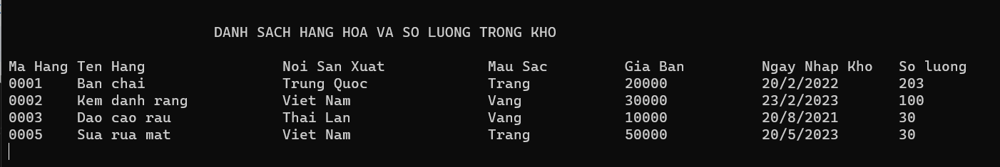 DANH SACH HANG HOA VA SO LUONG TRONG KHO
Ma Hang Ten Hang Noi San Xuat Mau Sac Gia Ban Ngay Nhap Kho So luong
0001 Ban chai Trung Quoc Trang 20000 20/2/2022 203
0002 Kem danh rang Viet Nam Vang 30000 23/2/2023 100
0003 Dao cao rau Thai Lan Vang 10000 20/8/2021 30
0005 Sua rua mat Viet Nam Trang 50000 20/5/2023 30